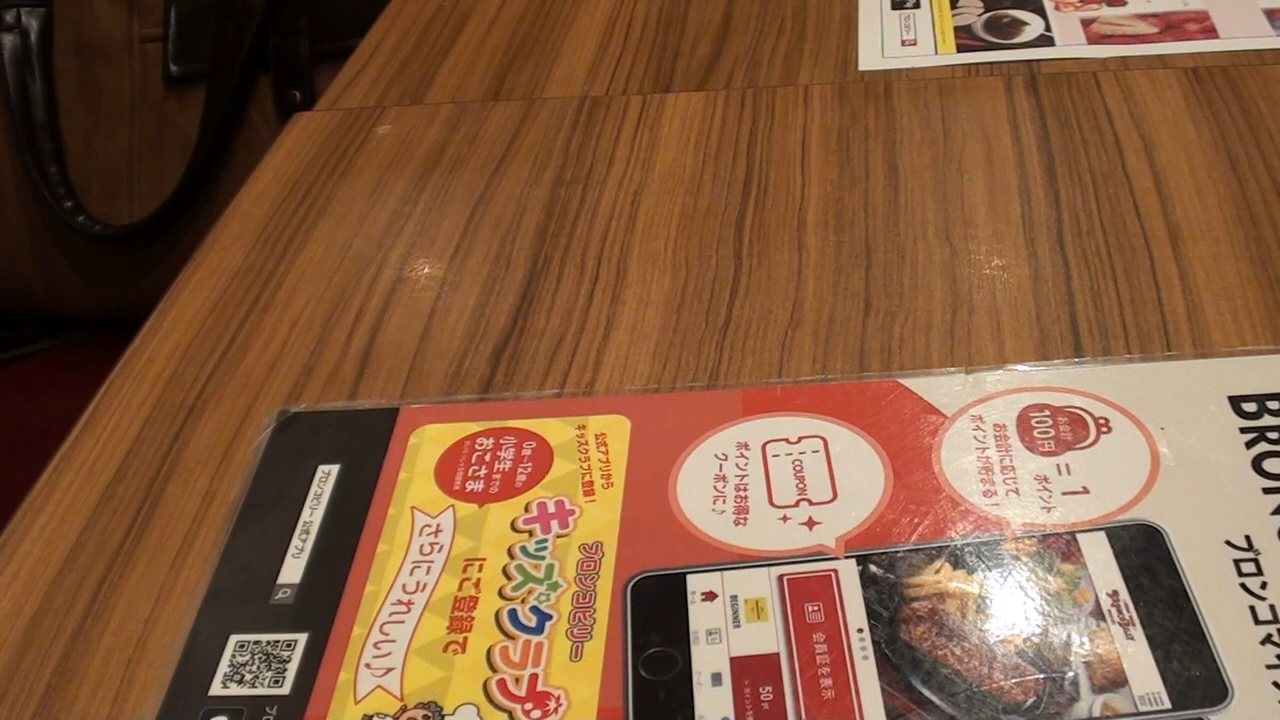 BRON
ブロンコマイ
お会計
100円
= 1
ポイント
お会計に応じて
ポイントが貯まる!
COUPON
ポイントはお得な
クーポンに♪
会員証を表示
BEGINNER
50pt
公式アプリから
キッズクラブに登録!
0歳～12歳の
小学生までの
おこさま
ブロンコビリー
キッズクラブ
にご登録で
さらにうれしいい♪
ブロンコビリー 公式アプリ